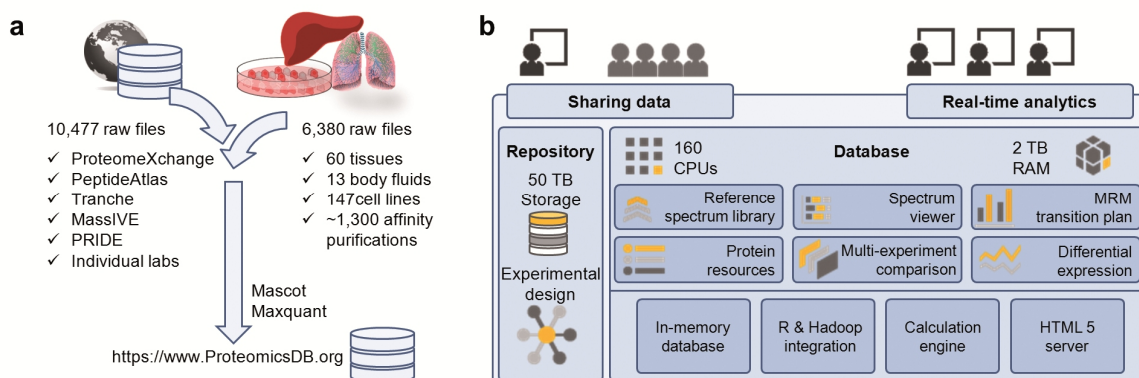 a
10,477 raw files
✓ ProteomeXchange
✓ PeptideAtlas
✓ Tranche
✓ MassIVE
✓ PRIDE
✓ Individual labs
6,380 raw files
✓ 60 tissues
✓ 13 body fluids
✓ 147cell lines
✓ ~1,300 affinity
purifications
Mascot
Maxquant
https://www.ProteomicsDB.org
b
Sharing data
Real-time analytics
Repository
50 TB
Storage
Experimental
design
160
CPUs
Database
2 TB
RAM
Reference
spectrum library
Spectrum
viewer
MRM
transition plan
Protein
resources
Multi-experiment
comparison
Differential
expression
In-memory
database
R & Hadoop
integration
Calculation
engine
HTML 5
server